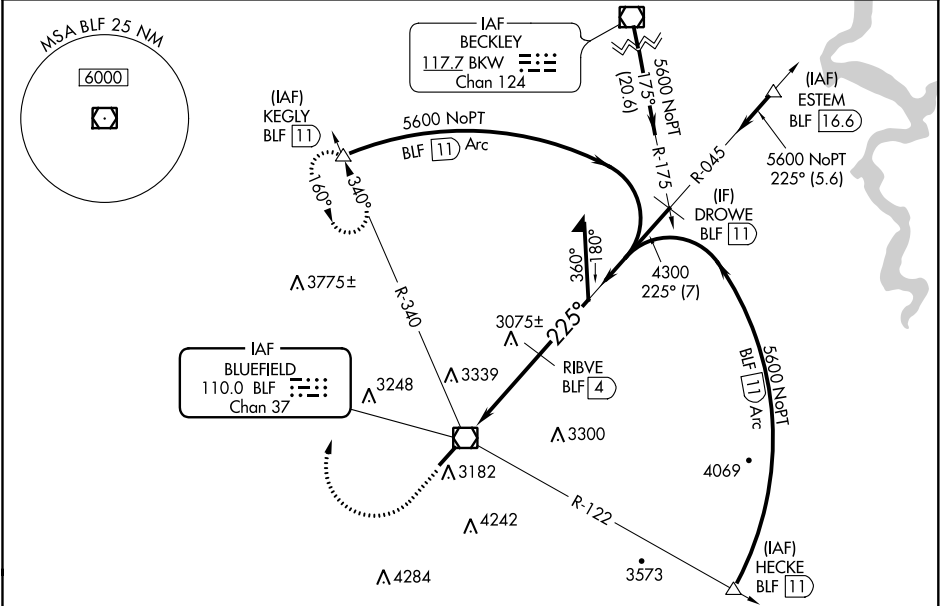 MSA BLF 25 NM
6000
IAF
BECKLEY
117.7 BKW
Chan 124
(IAF)
KEGLY
BLF 11
5600 NoPT
BLF 11 Arc
5600 NoPT
175°
(20.6)
R-175
R-045
(IAF)
ESTEM
BLF 16.6
5600 NoPT
225° (5.6)
(IF)
DROWE
BLF 11
340°
160°
360°
180°
4300
225° (7)
3775±
R-340
3075±
225°
RIBVE
BLF 4
5600 NoPT
BLF 11 Arc
IAF
BLUEFIELD
110.0 BLF
Chan 37
3248
3339
3300
3182
4069
R-122
4242
4284
3573
(IAF)
HECKE
BLF 11